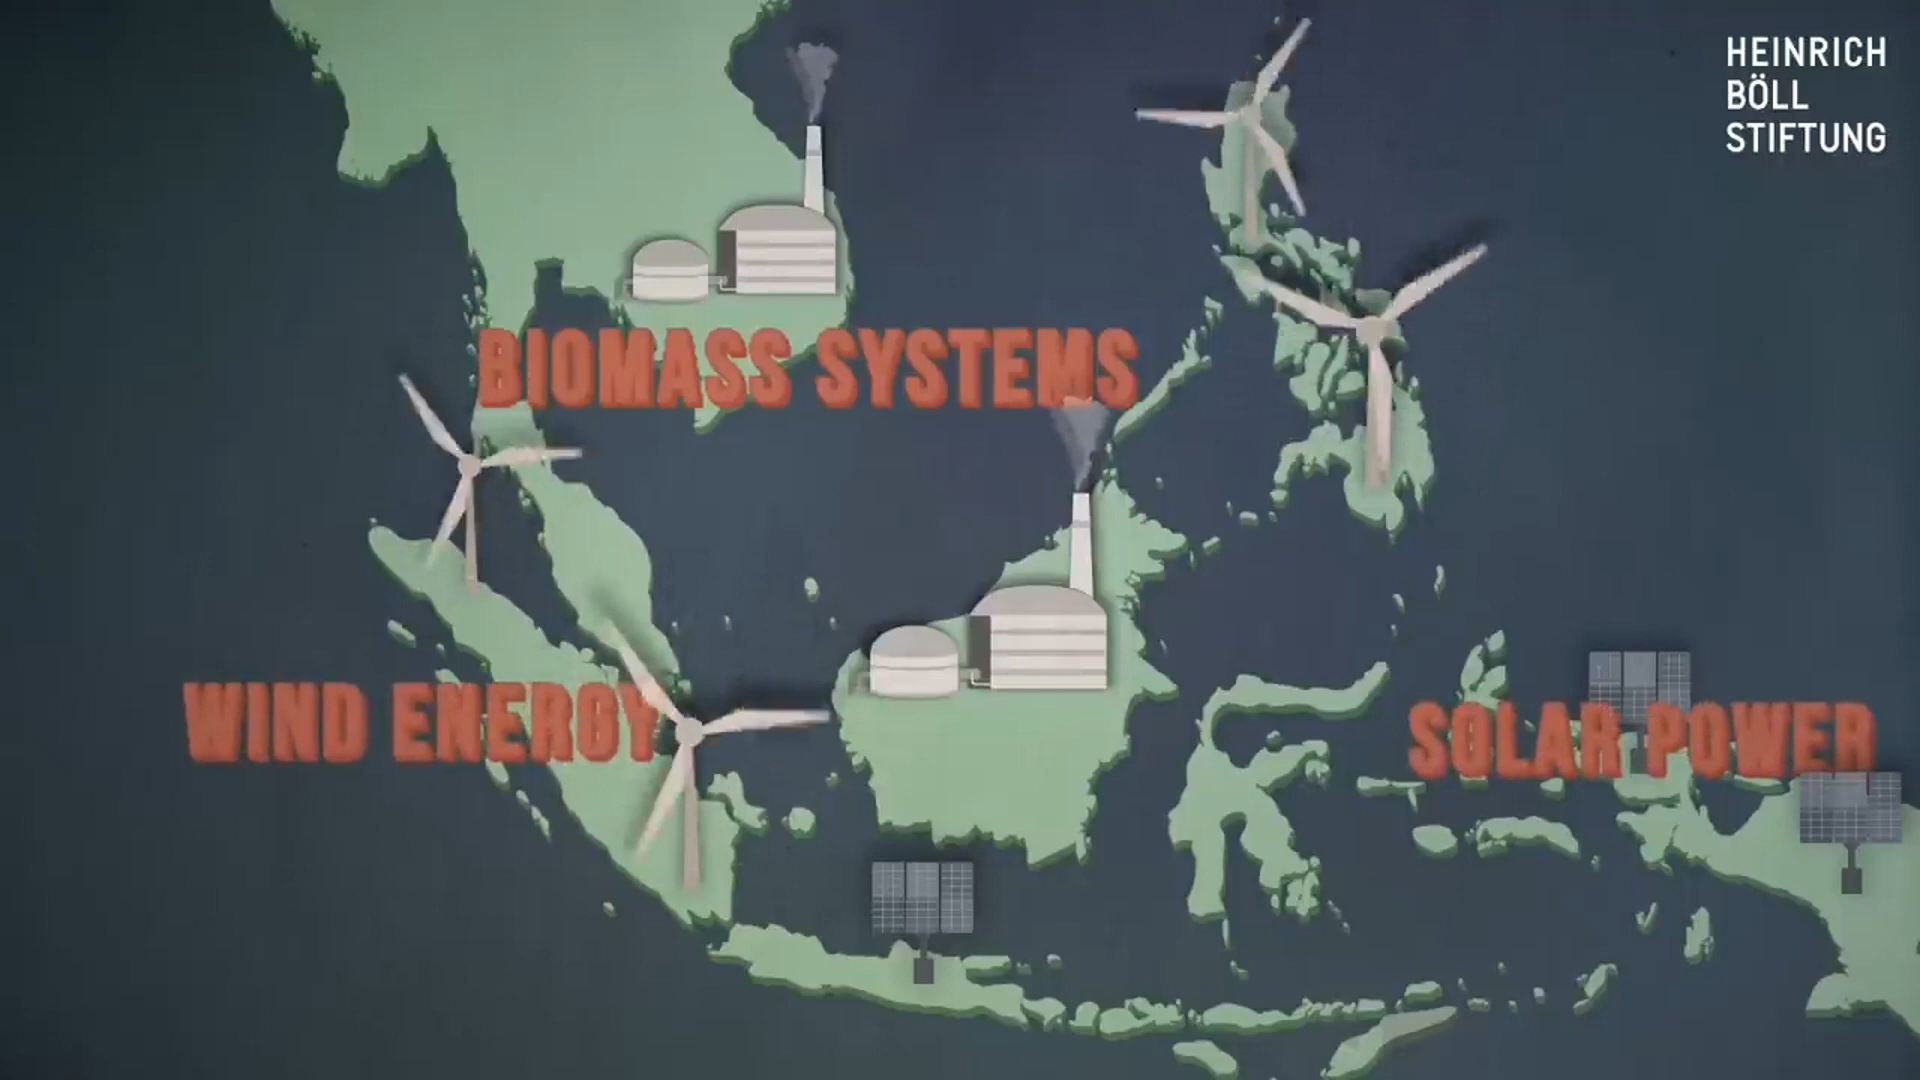 HEINRICH
BÖLL
STIFTUNG
BIOMASS SYSTEMS
WIND ENERGY
SOLAR POWER